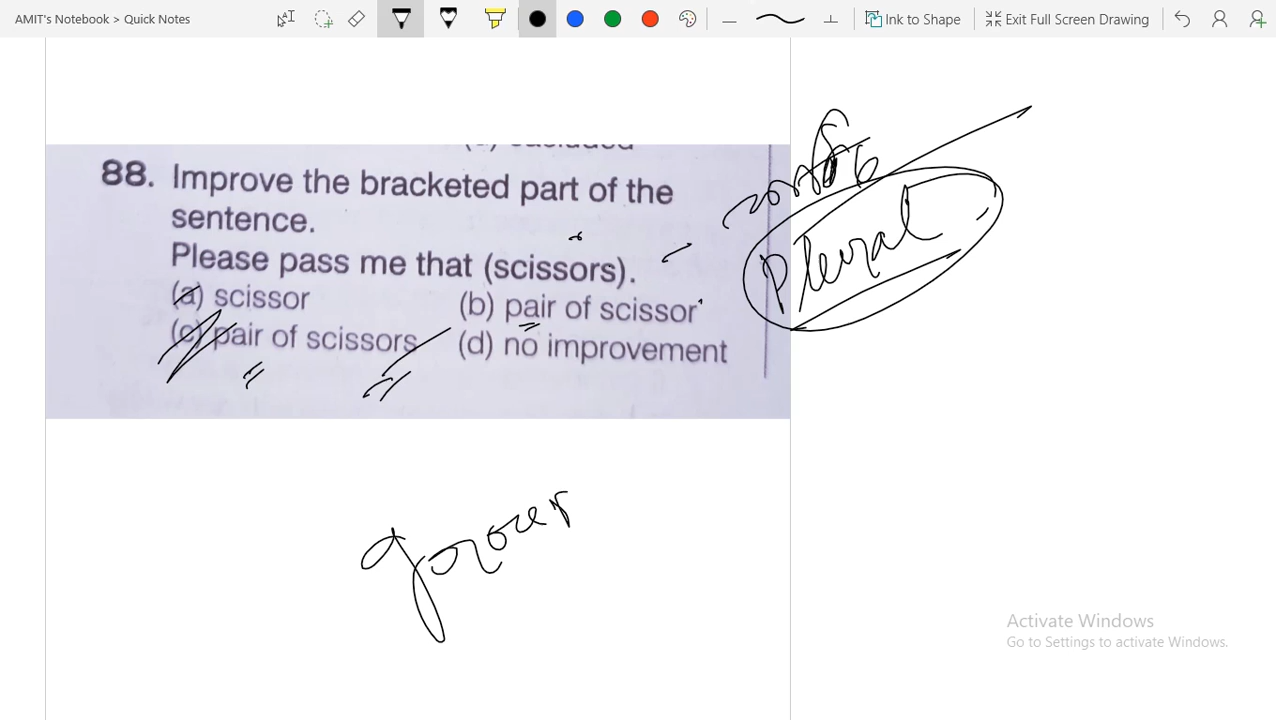 AMIT's Notebook > Quick Notes
Ink to Shape
Exit Full Screen Drawing
88. Improve the bracketed part of the
sentence.
Please pass me that (scissors).
(a) scissor
(b) pair of scissor
(c) pair of scissors
(d) no improvement
Plural
Activate Windows
Go to Settings to activate Windows.